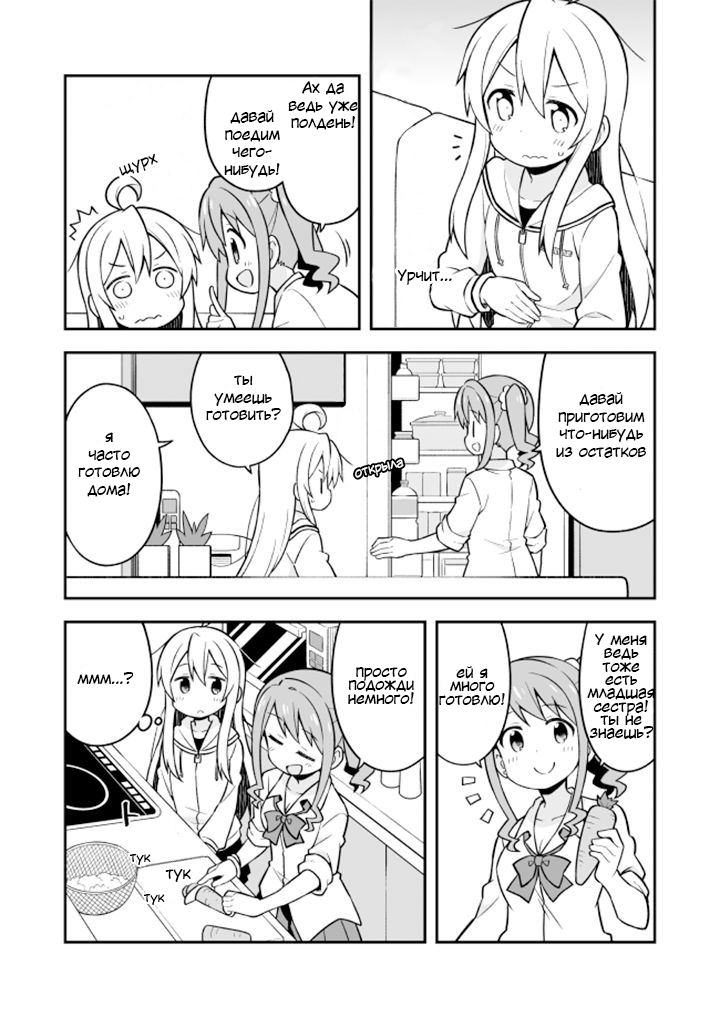 Урчит...
Ах да
ведь уже
полдень!
давай
поедим
чего-
нибудь!
щурх
давай
приготовим
что-нибудь
из остатков
открыла
ты
умеешь
готовить?
я
часто
готовлю
дома!
У меня
ведь
тоже
есть
младшая
сестра!
ты не
знаешь?
ей я
много
готовлю!
просто
подожди
немного!
ммм...?
тук
тук
тук